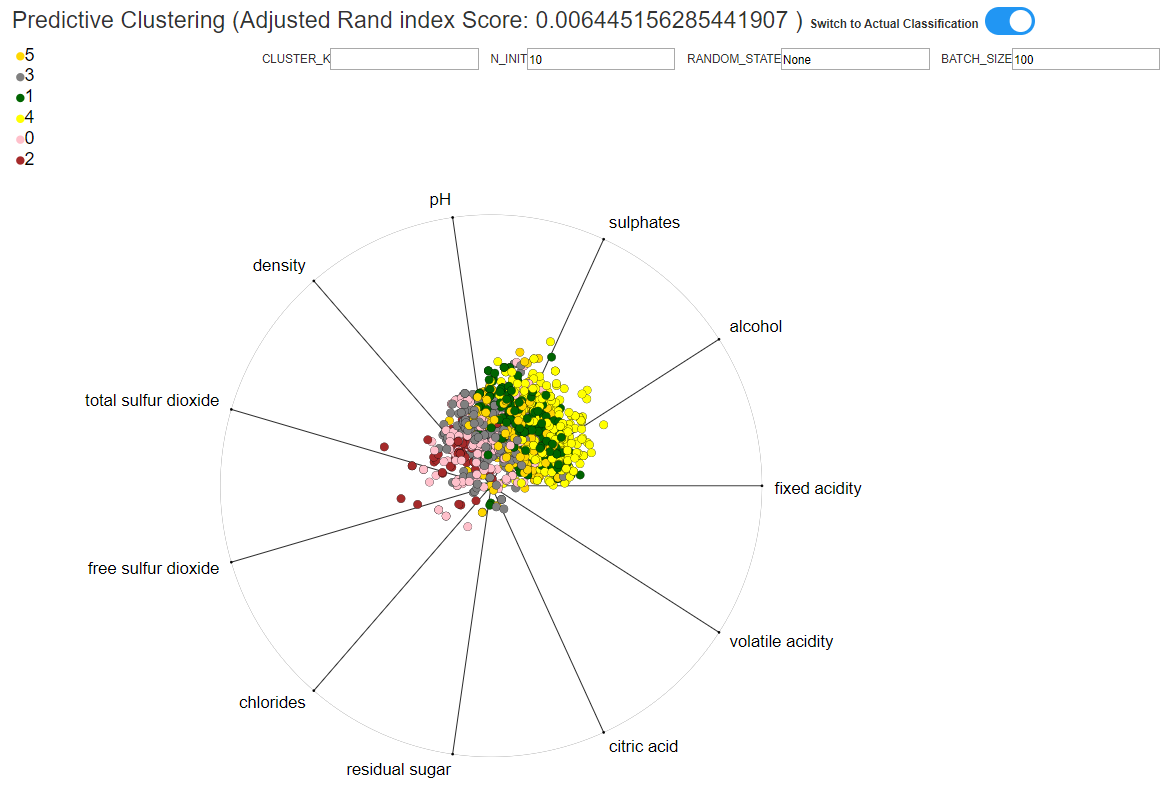 Predictive Clustering (Adjusted Rand index Score: 0.006445156285441907 ) Switch to Actual Classification
CLUSTER_K N_INIT 10 RANDOM_STATE None BATCH_SIZE 100
5
3
1
4
0
2
pH
sulphates
density
alcohol
total sulfur dioxide
fixed acidity
free sulfur dioxide
volatile acidity
chlorides
citric acid
residual sugar